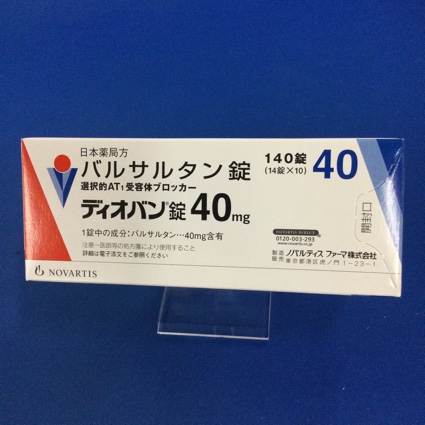 日本薬局方
バルサルタン錠
選択的AT1受容体ブロッカー
ディオバン錠40mg
1錠中の成分:バルサルタン…40mg含有
注意-医師等の処方箋により使用すること
詳細は電子添文をご参照ください
NOVARTIS
140錠
(14錠×10)
40
開封口
NOVARTIS DIRECT
0120-003-293
www.novartis.co.jp
製造販売 ノバルティス ファーマ株式会社
東京都港区虎ノ門1-23-1